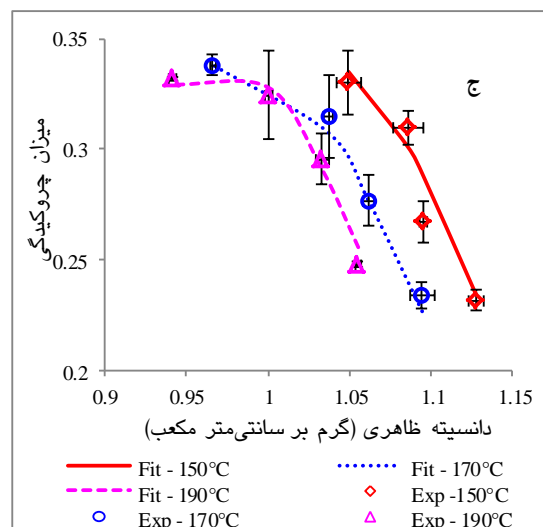 ج
0.35
0.3
0.25
0.2
میزان چروکیدگی
0.9 0.95 1 1.05 1.1 1.15
دانسیته ظاهری (گرم بر سانتی‌متر مکعب)
Fit - 150°C Fit - 170°C
Fit - 190°C Exp -150°C
Exp - 170°C Exp - 190°C